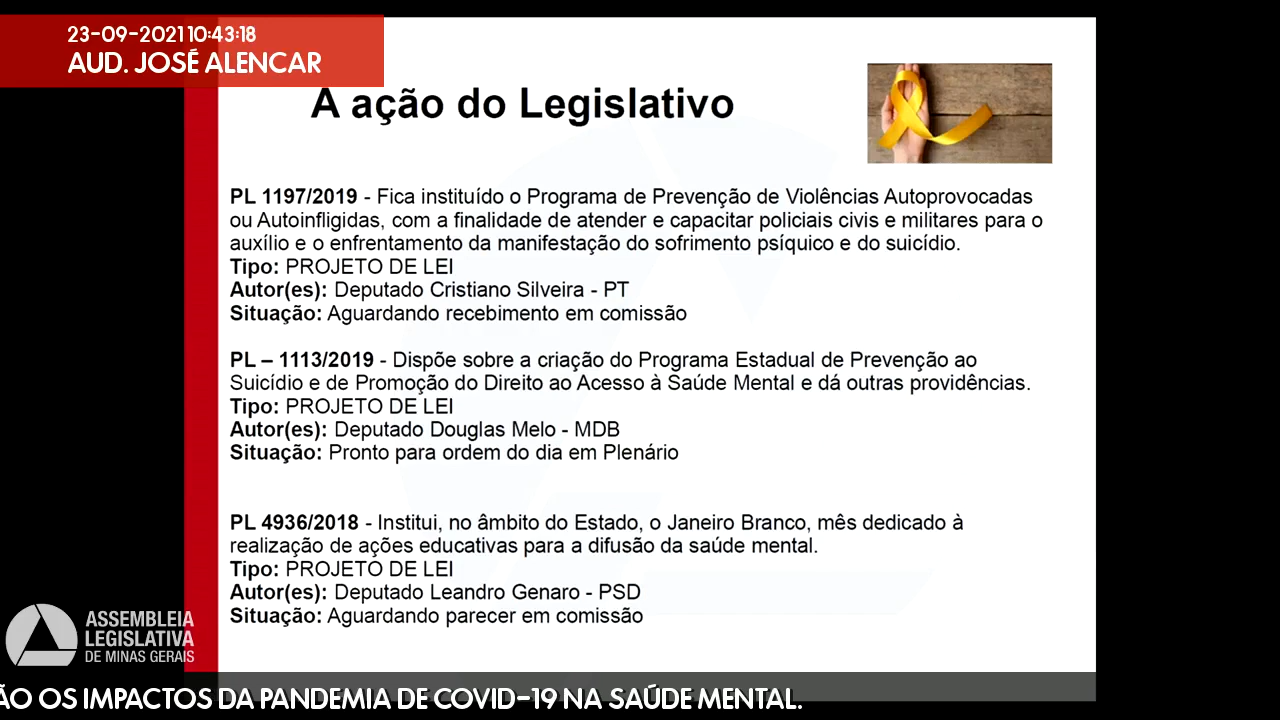 23-09-2021 10:43:18
AUD. JOSÉ ALENCAR
A ação do Legislativo
PL 1197/2019 - Fica instituído o Programa de Prevenção de Violências Autoprovocadas
ou Autoinfligidas, com a finalidade de atender e capacitar policiais civis e militares para o
auxílio e o enfrentamento da manifestação do sofrimento psíquico e do suicídio.
Tipo: PROJETO DE LEI
Autor(es): Deputado Cristiano Silveira - PT
Situação: Aguardando recebimento em comissão
PL – 1113/2019 - Dispõe sobre a criação do Programa Estadual de Prevenção ao
Suicídio e de Promoção do Direito ao Acesso à Saúde Mental e dá outras providências.
Tipo: PROJETO DE LEI
Autor(es): Deputado Douglas Melo - MDB
Situação: Pronto para ordem do dia em Plenário
PL 4936/2018 - Institui, no âmbito do Estado, o Janeiro Branco, mês dedicado à
realização de ações educativas para a difusão da saúde mental.
Tipo: PROJETO DE LEI
Autor(es): Deputado Leandro Genaro - PSD
Situação: Aguardando parecer em comissão
ASSEMBLEIA
LEGISLATIVA
DE MINAS GERAIS
ÃO OS IMPACTOS DA PANDEMIA DE COVID-19 NA SAÚDE MENTAL.